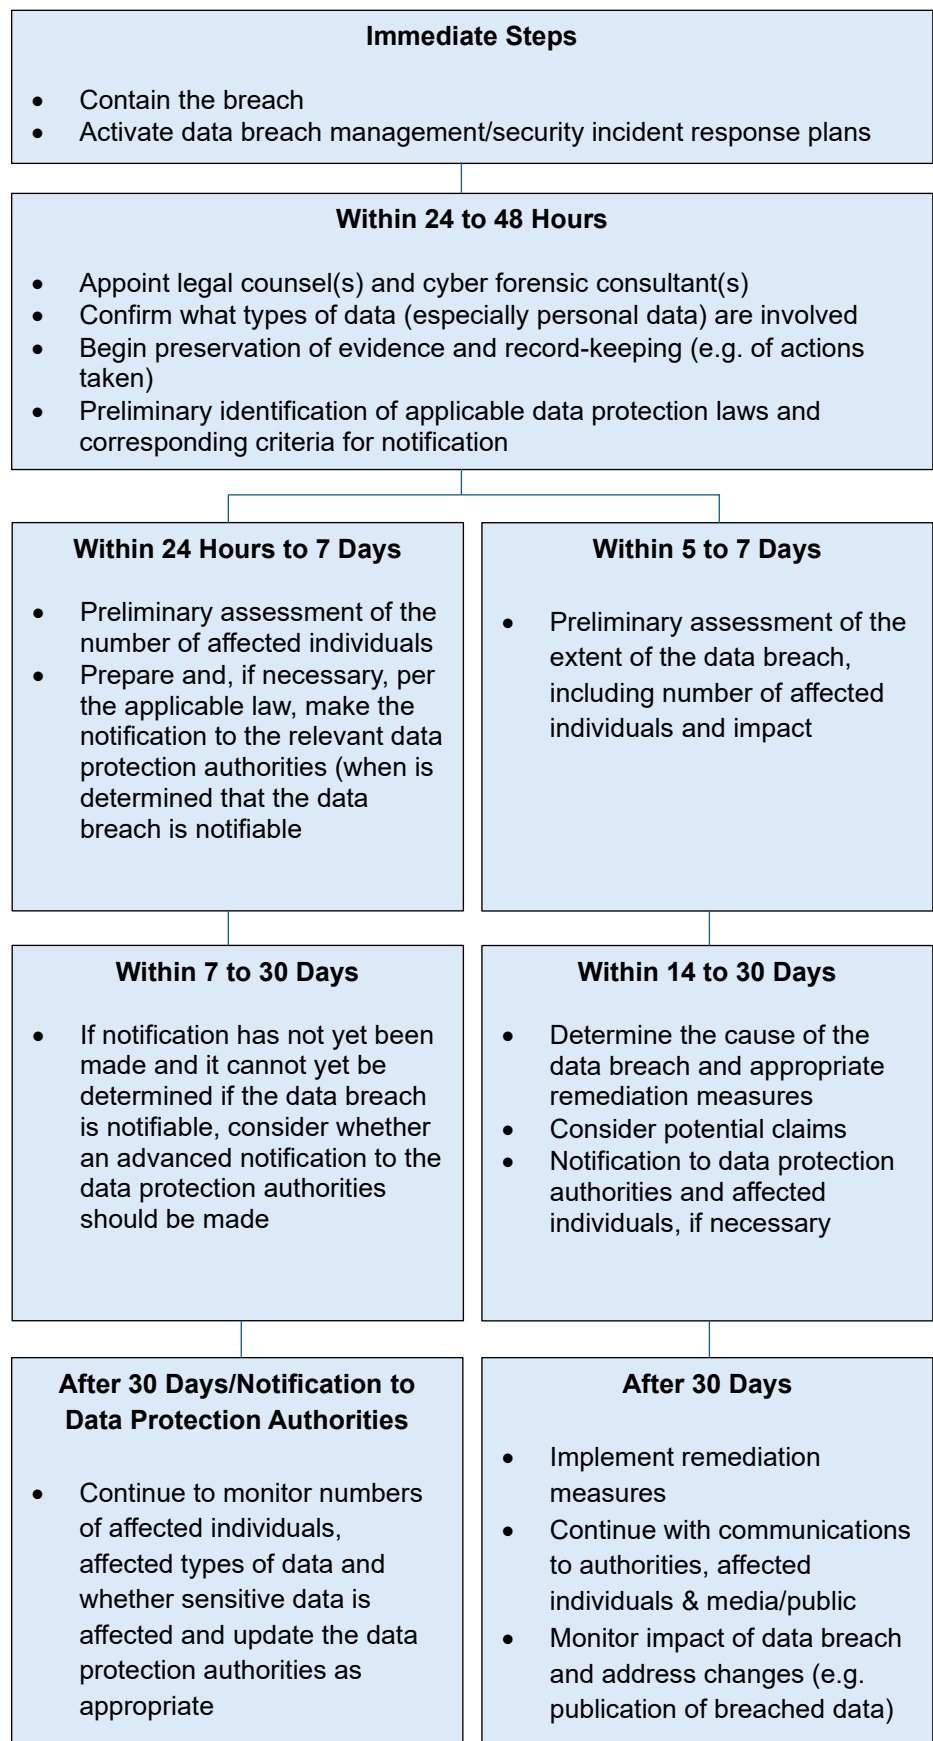 Immediate Steps
• Contain the breach
• Activate data breach management/security incident response plans
Within 24 to 48 Hours
• Appoint legal counsel(s) and cyber forensic consultant(s)
• Confirm what types of data (especially personal data) are involved
• Begin preservation of evidence and record-keeping (e.g. of actions
taken)
• Preliminary identification of applicable data protection laws and
corresponding criteria for notification
Within 24 Hours to 7 Days
• Preliminary assessment of the
number of affected individuals
• Prepare and, if necessary, per
the applicable law, make the
notification to the relevant data
protection authorities (when is
determined that the data
breach is notifiable
Within 5 to 7 Days
• Preliminary assessment of the
extent of the data breach,
including number of affected
individuals and impact
Within 7 to 30 Days
• If notification has not yet been
made and it cannot yet be
determined if the data breach
is notifiable, consider whether
an advanced notification to the
data protection authorities
should be made
Within 14 to 30 Days
• Determine the cause of the
data breach and appropriate
remediation measures
• Consider potential claims
• Notification to data protection
authorities and affected
individuals, if necessary
After 30 Days/Notification to
Data Protection Authorities
• Continue to monitor numbers
of affected individuals,
affected types of data and
whether sensitive data is
affected and update the data
protection authorities as
appropriate
After 30 Days
• Implement remediation
measures
• Continue with communications
to authorities, affected
individuals & media/public
• Monitor impact of data breach
and address changes (e.g.
publication of breached data)